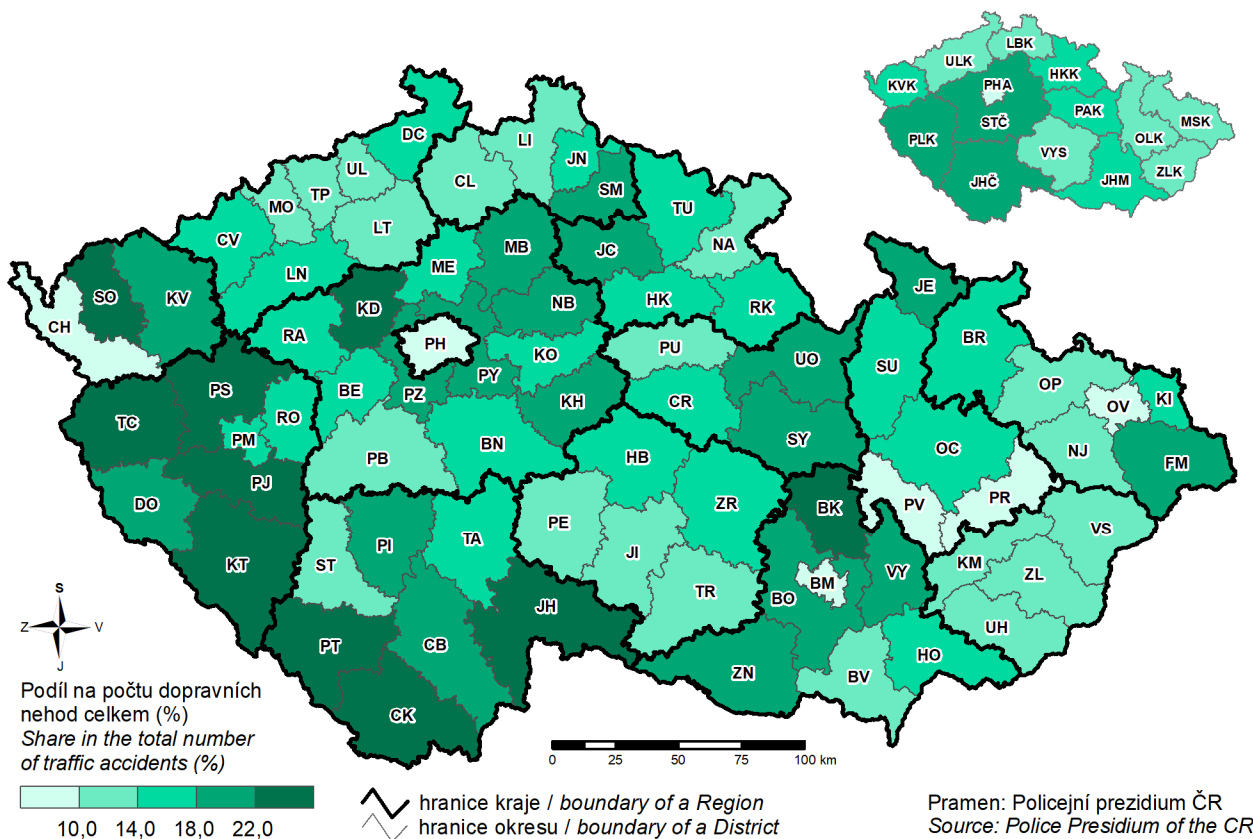 LBK
ULK
HKK
KVK
PHA
PAK
STČ
MSK
PLK
OLK
VYS
ZLK
JHČ
JHM
DC
LI
JN
UL
CL
SM
TP
MO
TU
LT
NA
CV
MB
JC
ME
LN
SO
KV
JE
KD
NB
HK
RK
CH
RA
BR
PH
KO
PU
UO
SU
OP
KI
PS
PY
BE
PZ
KH
CR
OV
TC
RO
PM
SY
BN
OC
PB
HB
NJ
FM
PJ
DO
PR
BK
PV
ZR
PE
VS
TA
PI
JI
KT
ST
KM
VY
ZL
BM
TR
BO
JH
UH
PT
CB
HO
ZN
BV
CK
S
Z V
J
Podíl na počtu dopravních
nehod celkem (%)
Share in the total number
of traffic accidents (%)
10,0 14,0 18,0 22,0
0 25 50 75 100 km
hranice kraje / boundary of a Region
hranice okresu / boundary of a District
Pramen: Policejní prezidium ČR
Source: Police Presidium of the CR